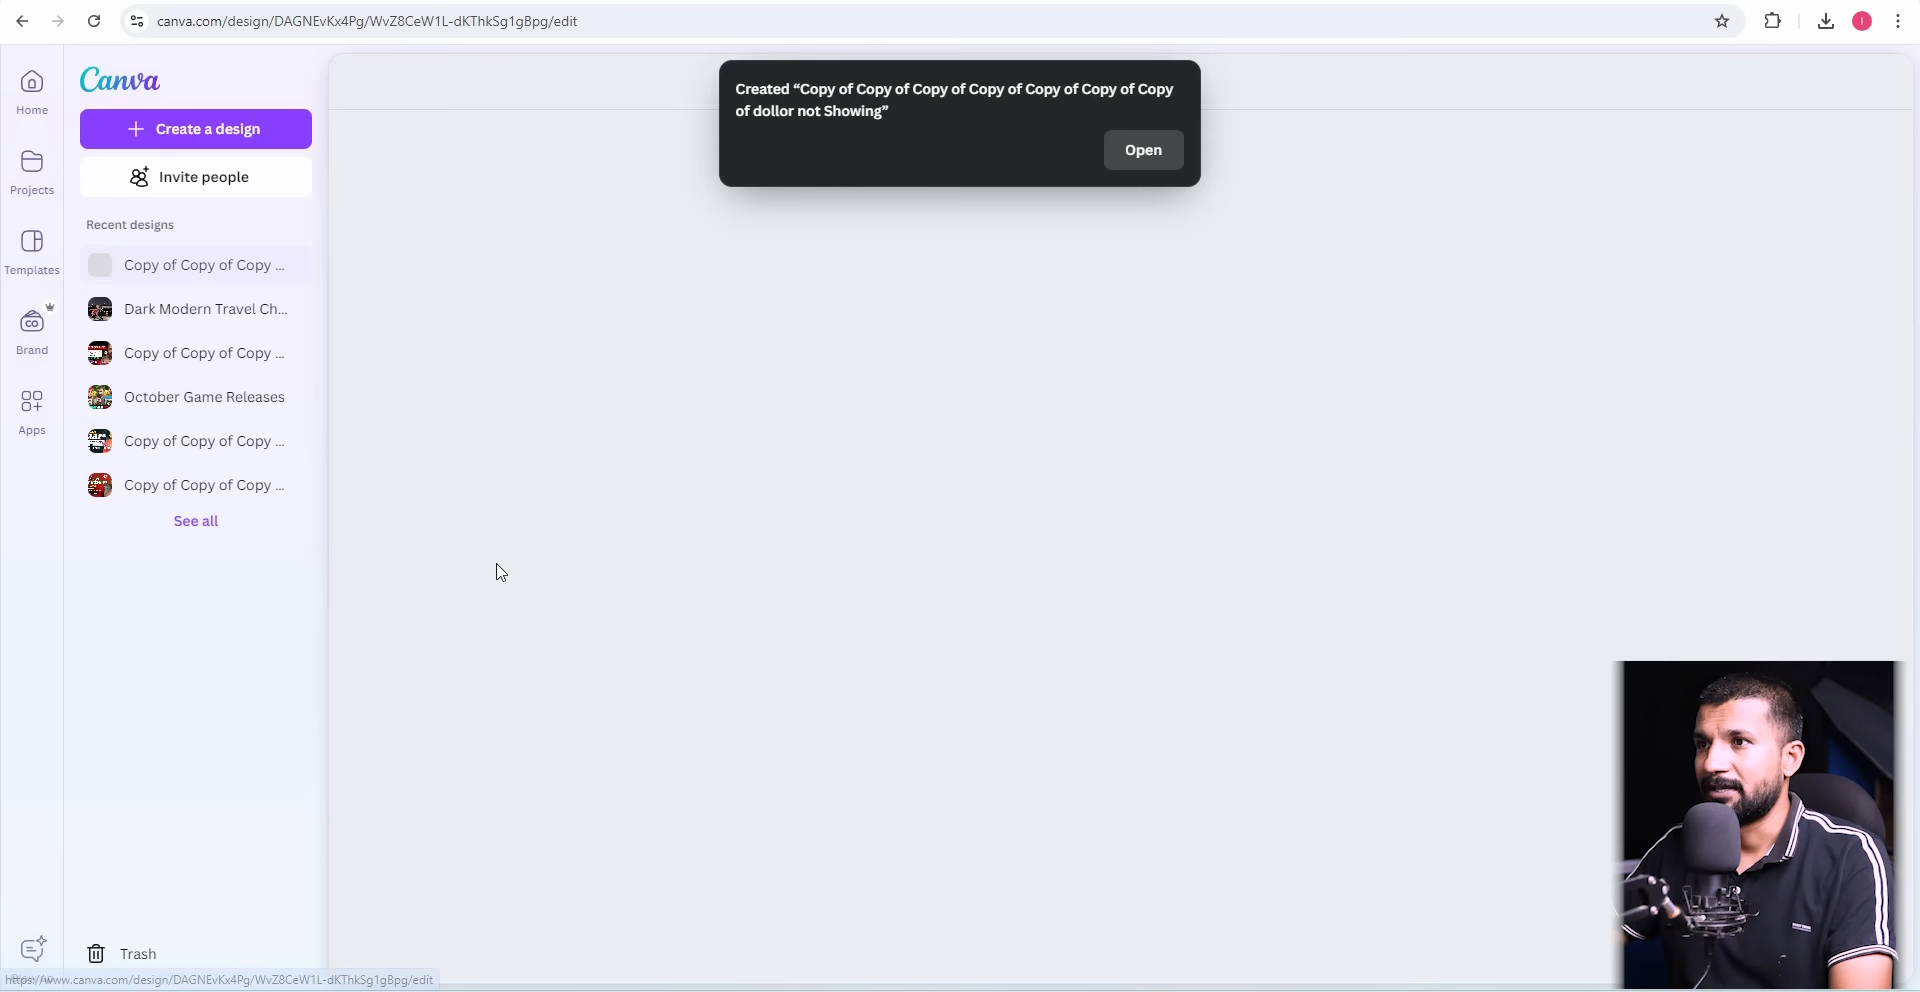 canva.com/design/DAGNEvKx4Pg/WvZ8CeW1L-dKThkSg1gBpg/edit
Home
Projects
Templates
Brand
Apps
Canva
Create a design
Invite people
Recent designs
Copy of Copy of Copy ...
Dark Modern Travel Ch...
Copy of Copy of Copy ...
October Game Releases
Copy of Copy of Copy ...
Copy of Copy of Copy ...
See all
Trash
Created “Copy of Copy of Copy of Copy of Copy of Copy of Copy
of dollor not Showing”
Open
https://www.canva.com/design/DAGNEvKx4Pg/WvZ8CeW1L-dKThkSg1gBpg/edit